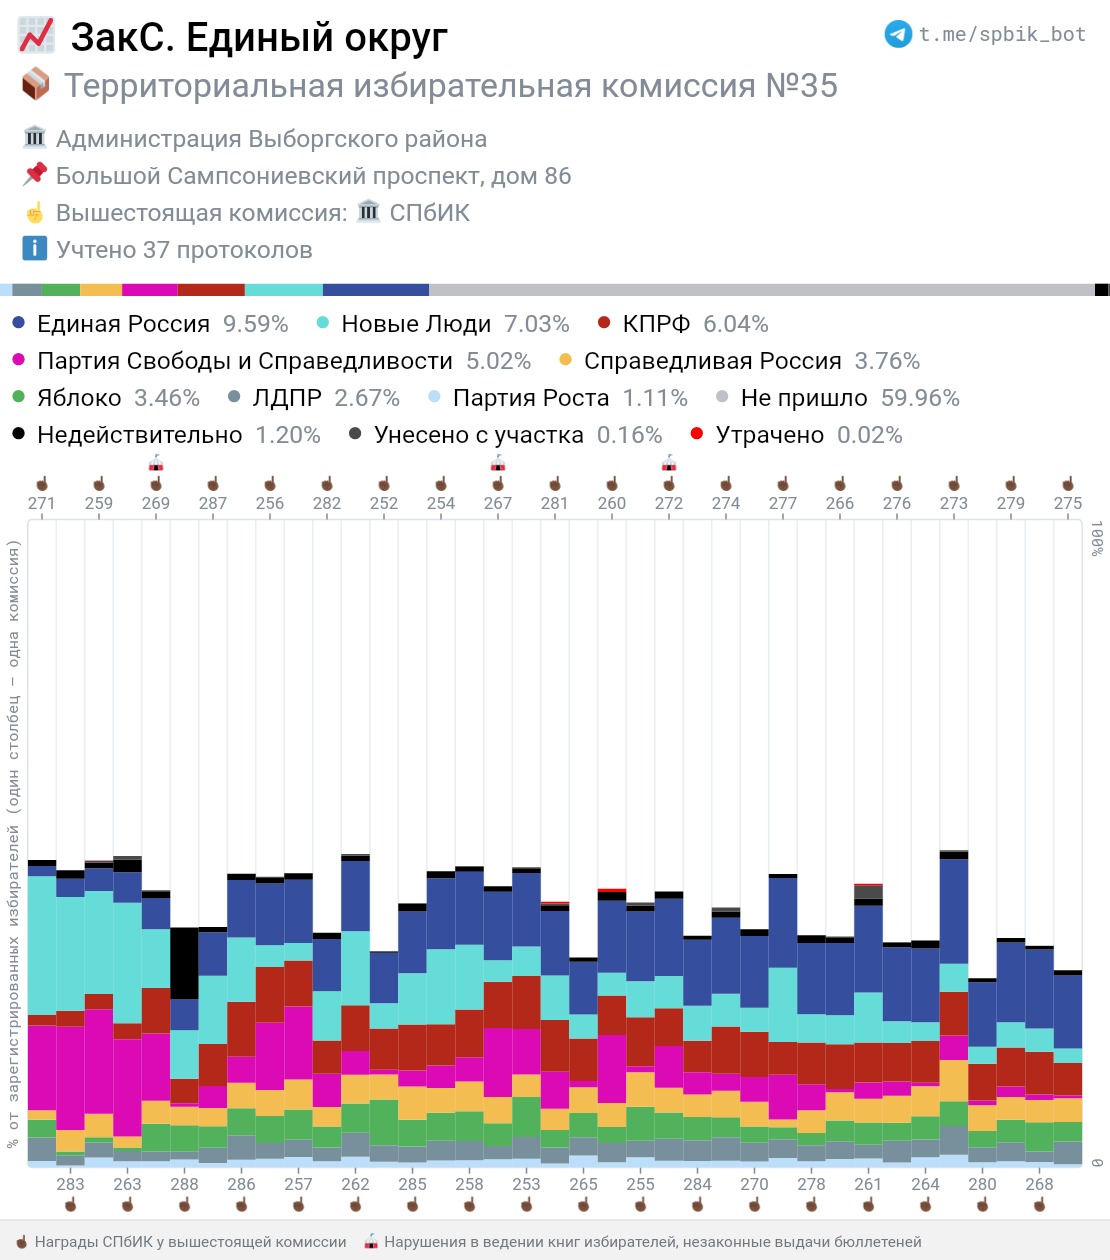 ЗакС. Единый округ
t.me/spbik_bot
Территориальная избирательная комиссия №35
Администрация Выборгского района
Большой Сампсониевский проспект, дом 86
Вышестоящая комиссия: СПбИК
Учтено 37 протоколов
Единая Россия 9.59% Новые Люди 7.03% КПРФ 6.04%
Партия Свободы и Справедливости 5.02% Справедливая Россия 3.76%
Яблоко 3.46% ЛДПР 2.67% Партия Роста 1.11% Не пришло 59.96%
Недействительно 1.20% Унесено с участка 0.16% Утрачено 0.02%
271 259 269 287 256 282 252 254 267 281 260 272 274 277 266 276 273 279 275
100%
% от зарегистрированных избирателей (один столбец – одна комиссия)
0
283 263 288 286 257 262 285 258 253 265 255 284 270 278 261 264 280 268
Награды СПбИК у вышестоящей комиссии Нарушения в ведении книг избирателей, незаконные выдачи бюллетеней